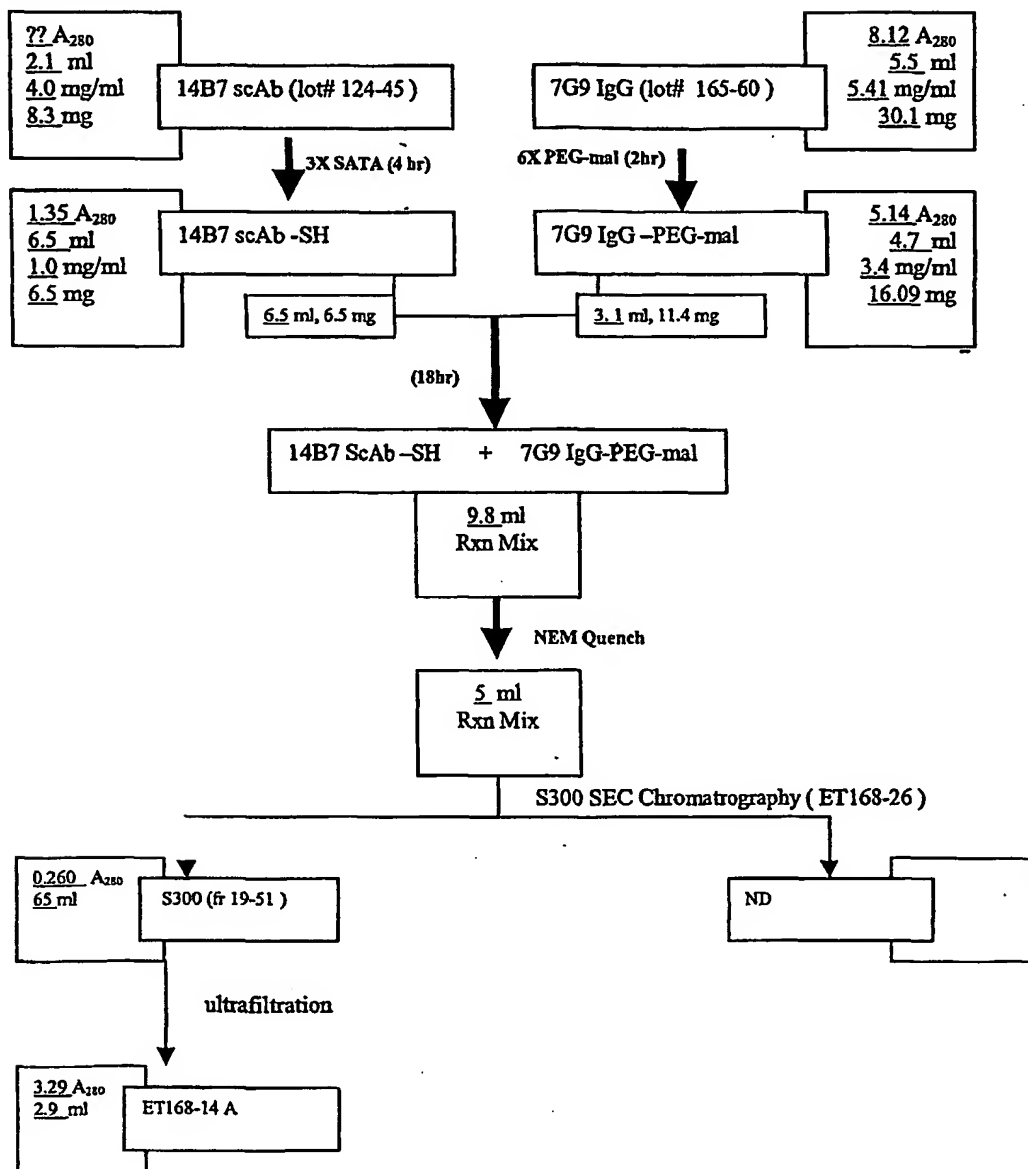 ?? A280
2.1 ml
4.0 mg/ml
8.3 mg
14B7 scAb (lot# 124-45)
7G9 IgG (lot# 165-60 )
8.12 A280
5.5 ml
5.41 mg/ml
30.1 mg
3X SATA (4 hr)
6X PEG-mal (2hr)
1.35 A280
6.5 ml
1.0 mg/ml
6.5 mg
14B7 scAb -SH
7G9 IgG -PEG-mal
5.14 A280
4.7 ml
3.4 mg/ml
16.09 mg
6.5 ml, 6.5 mg
3.1 ml, 11.4 mg
(18hr)
14B7 ScAb -SH + 7G9 IgG-PEG-mal
9.8 ml
Rxn Mix
NEM Quench
5 ml
Rxn Mix
S300 SEC Chromatrography ( ET168-26 )
0.260 A280
65 ml
S300 (fr 19-51 )
ND
ultrafiltration
3.29 A280
2.9 ml
ET168-14 A